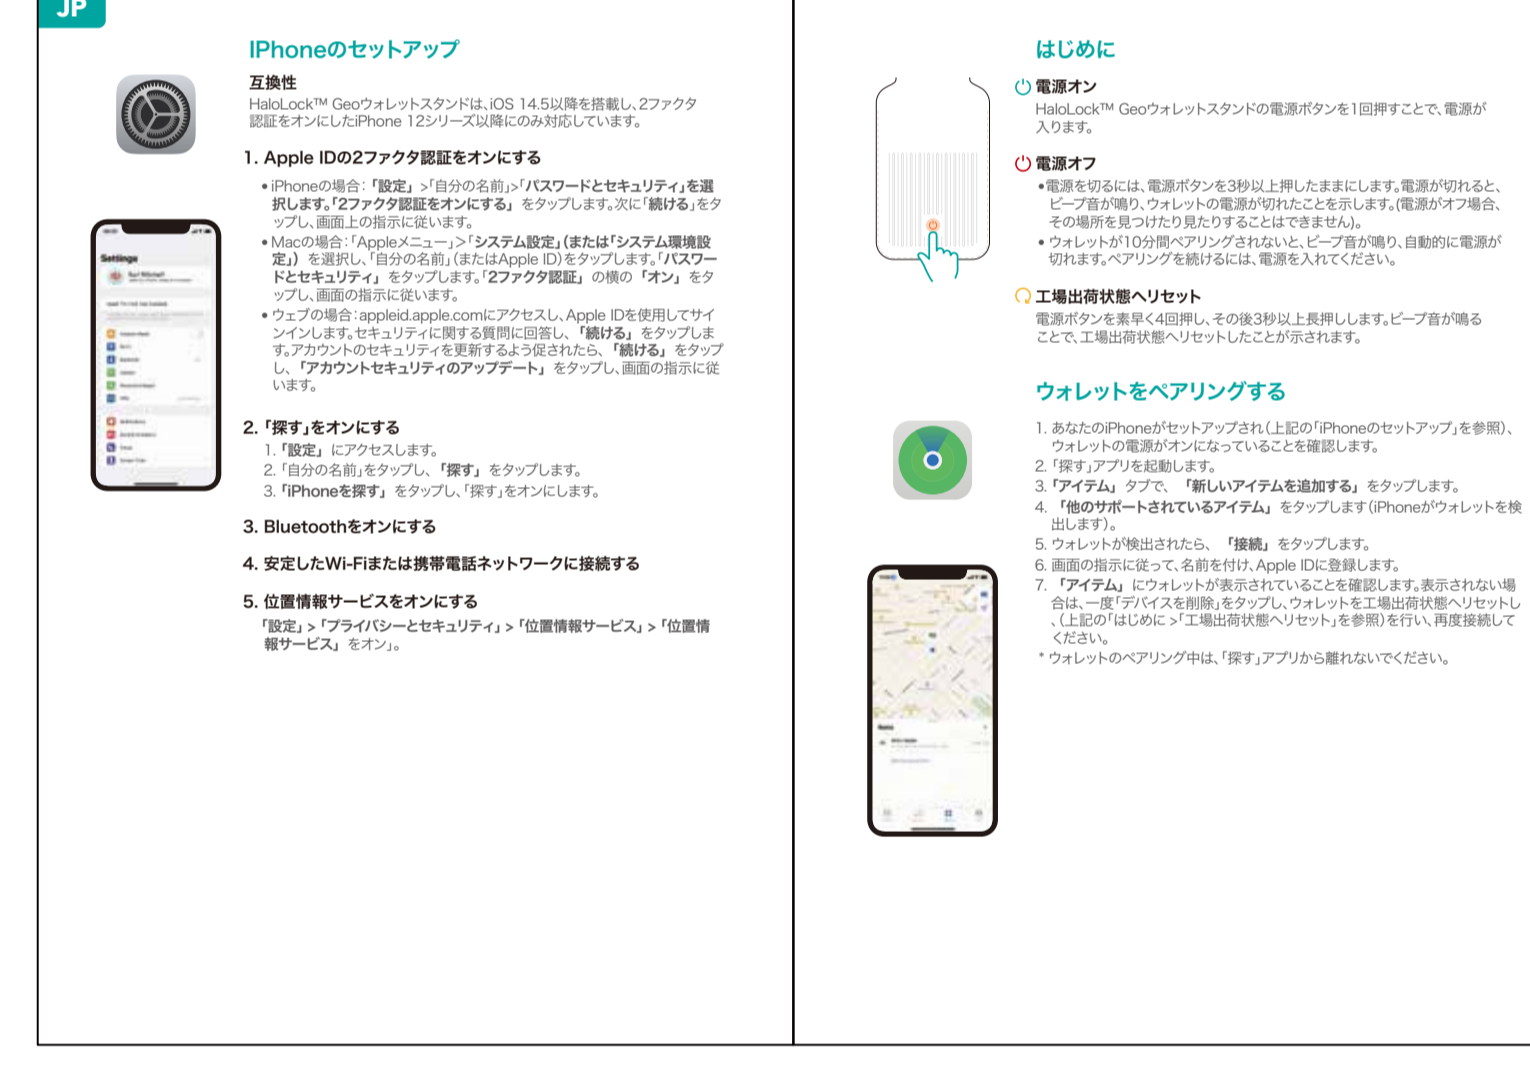 JP
IPhoneのセットアップ
互換性
HaloLock™ Geoウォレットスタンドは、iOS 14.5以降を搭載し、2ファクタ
認証をオンにしたiPhone 12シリーズ以降にのみ対応しています。
1. Apple IDの2ファクタ認証をオンにする
•iPhoneの場合：「設定」>「自分の名前」>「パスワードとセキュリティ」を選
択します。「2ファクタ認証をオンにする」をタップします。次に「続ける」をタ
ップし、画面上の指示に従います。
•Macの場合：「Appleメニュー」>「システム設定」（または「システム環境設
定」）を選択し、「自分の名前」（またはApple ID）をタップします。「パスワー
ドとセキュリティ」をタップします。「2ファクタ認証」の横の「オン」をタ
ップし、画面の指示に従います。
•ウェブの場合：appleid.apple.comにアクセスし、Apple IDを使用してサイ
ンインします。セキュリティに関する質問に回答し、「続ける」をタップしま
す。アカウントのセキュリティを更新するよう促されたら、「続ける」をタップ
し、「アカウントセキュリティのアップデート」をタップし、画面の指示に従
います。
Settings
2. 「探す」をオンにする
1. 「設定」にアクセスします。
2. 「自分の名前」をタップし、「探す」をタップします。
3. 「iPhoneを探す」をタップし、「探す」をオンにします。
3. Bluetoothをオンにする
4. 安定したWi-Fiまたは携帯電話ネットワークに接続する
5. 位置情報サービスをオンにする
「設定」>「プライバシーとセキュリティ」>「位置情報サービス」>「位置情
報サービス」をオン」。
はじめに
電源オン
HaloLock™ Geoウォレットスタンドの電源ボタンを1回押すことで、電源が
入ります。
電源オフ
•電源を切るには、電源ボタンを3秒以上押したままにします。電源が切れると、
ビープ音が鳴り、ウォレットの電源が切れたことを示します。(電源がオフ場合、
その場所を見つけたり見たりすることはできません)。
•ウォレットが10分間ペアリングされないと、ビープ音が鳴り、自動的に電源が
切れます。ペアリングを続けるには、電源を入れてください。
工場出荷状態へリセット
電源ボタンを素早く4回押し、その後3秒以上長押しします。ビープ音が鳴る
ことで、工場出荷状態へリセットしたことが示されます。
ウォレットをペアリングする
1. あなたのiPhoneがセットアップされ（上記の「iPhoneのセットアップ」を参照）、
ウォレットの電源がオンになっていることを確認します。
2. 「探す」アプリを起動します。
3. 「アイテム」タブで、「新しいアイテムを追加する」をタップします。
4. 「他のサポートされているアイテム」をタップします（iPhoneがウォレットを検
出します）。
5. ウォレットが検出されたら、「接続」をタップします。
6. 画面の指示に従って、名前を付け、Apple IDに登録します。
7. 「アイテム」にウォレットが表示されていることを確認します。表示されない場
合は、一度「デバイスを削除」をタップし、ウォレットを工場出荷状態へリセットし
、（上記の「はじめに >「工場出荷状態へリセット」を参照）を行い、再度接続して
ください。
* ウォレットのペアリング中は、「探す」アプリから離れないでください。